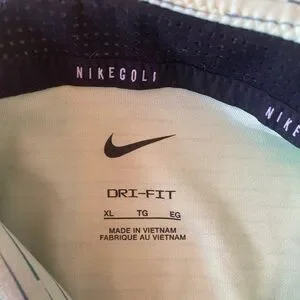 NIKEGOLF
NIKE
DRI-FIT
XL TG EG
MADE IN VIETNAM
FABRIQUE AU VIETNAM